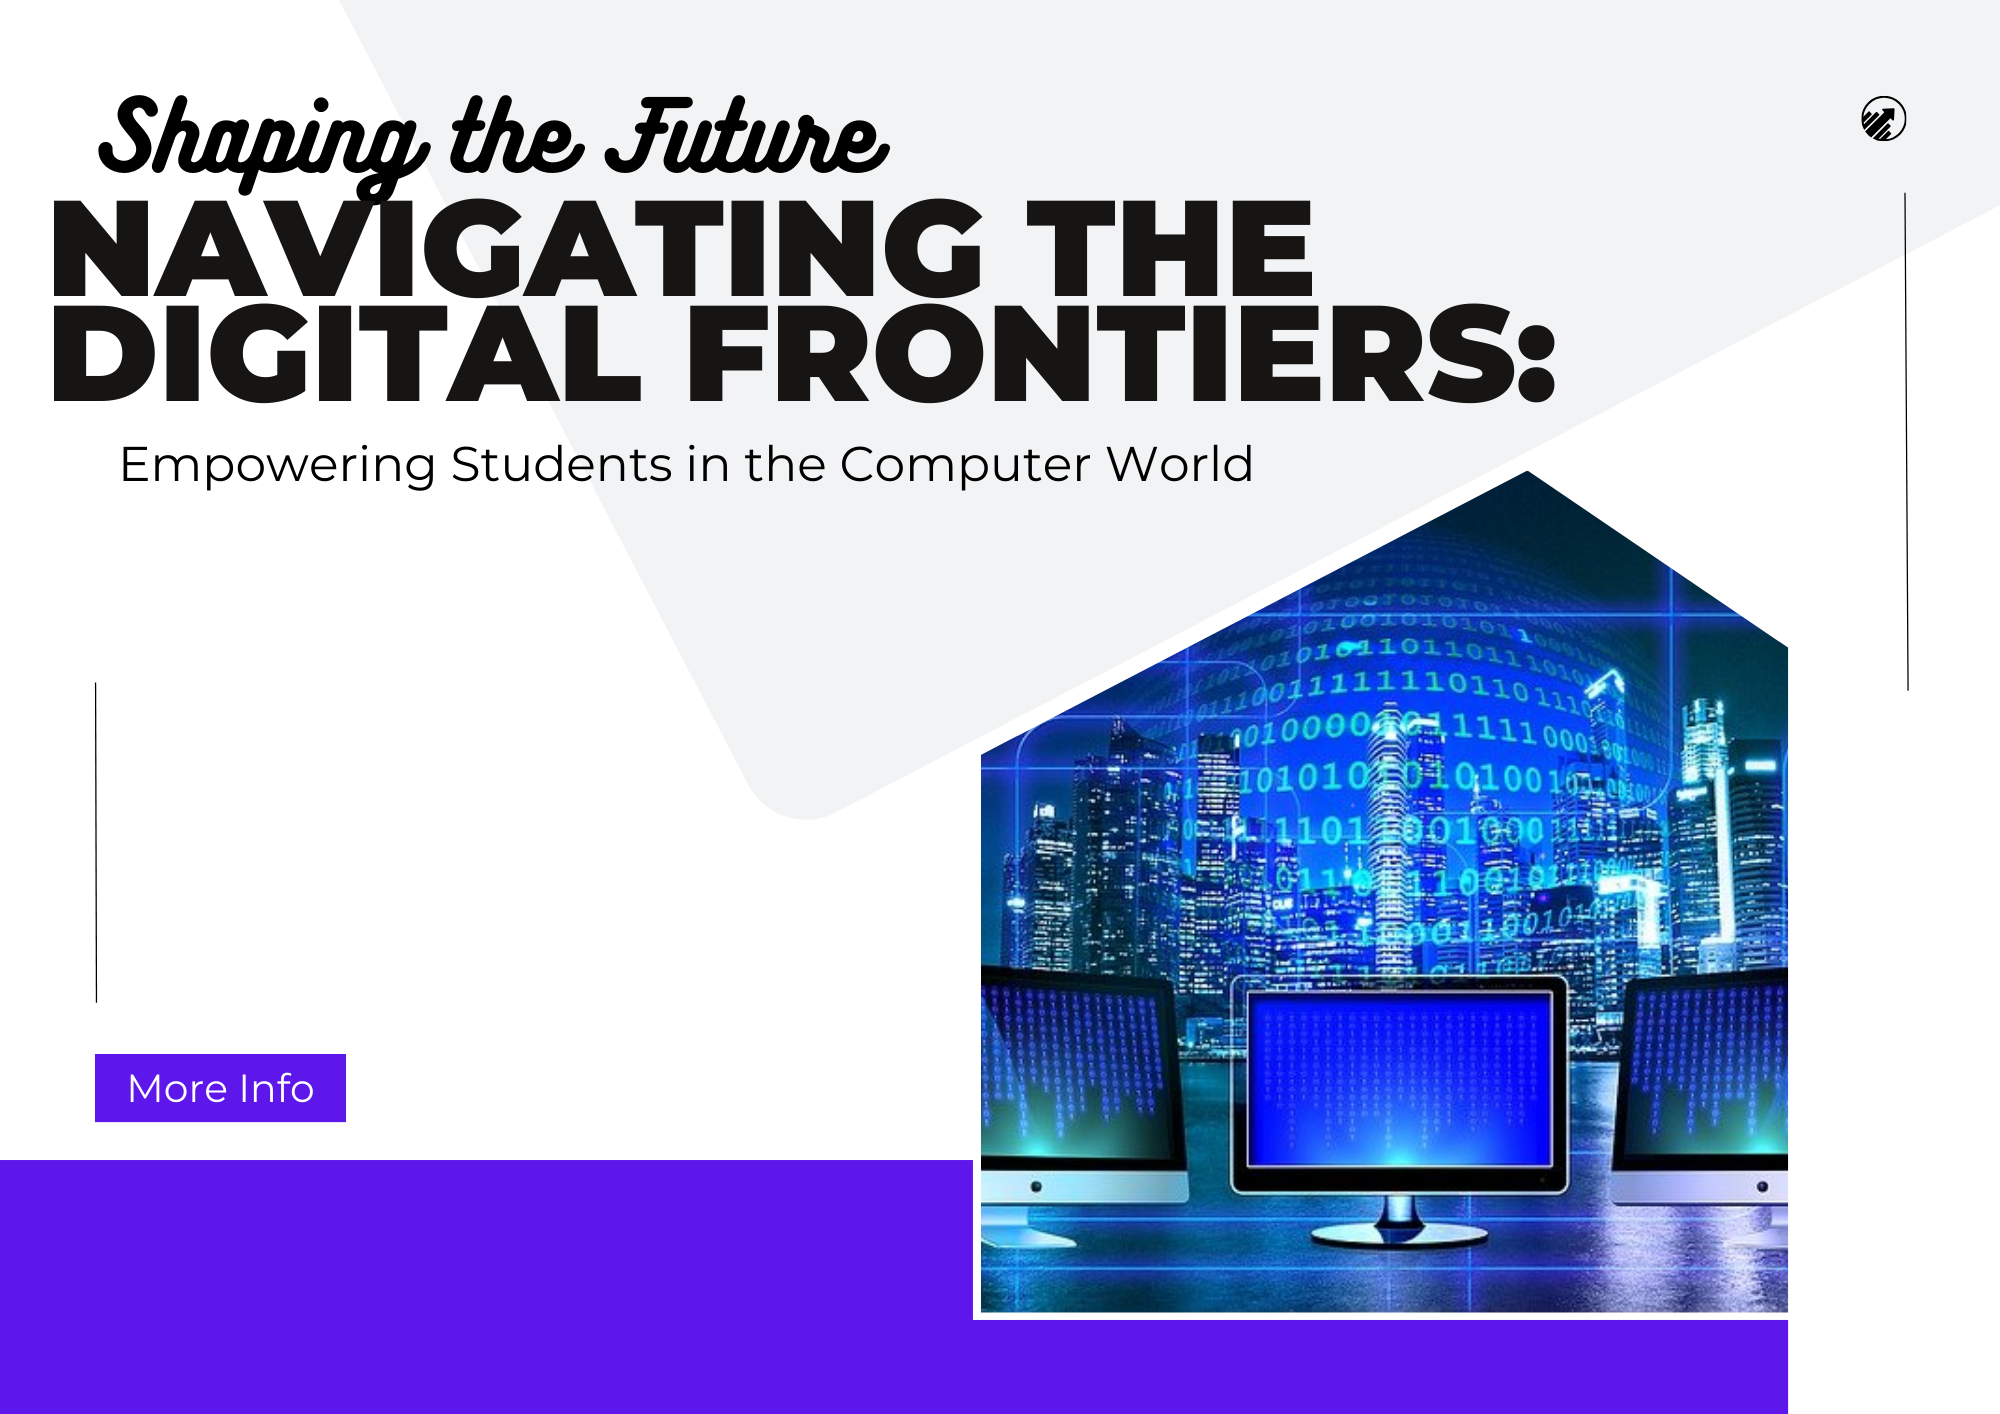 Shaping the Future
NAVIGATING THE
DIGITAL FRONTIERS:
Empowering Students in the Computer World
More Info